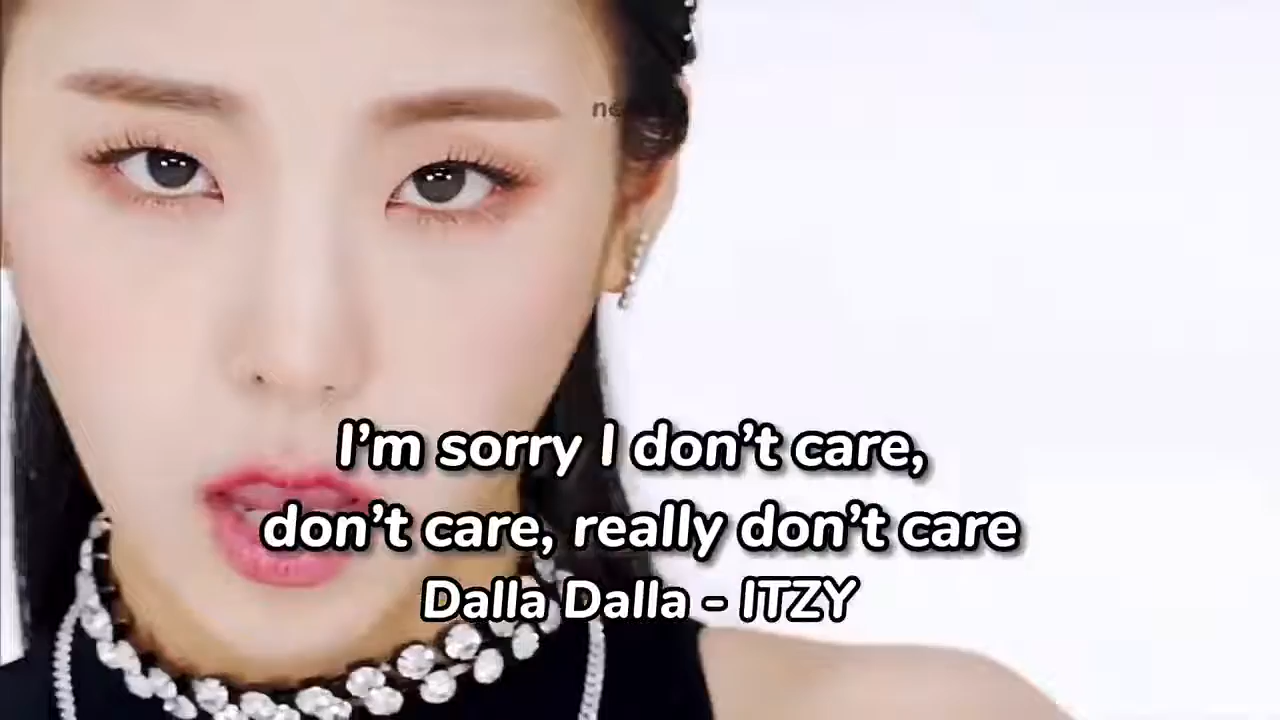 I’m sorry I don’t care,
don’t care, really don’t care
Dalla Dalla - ITZY